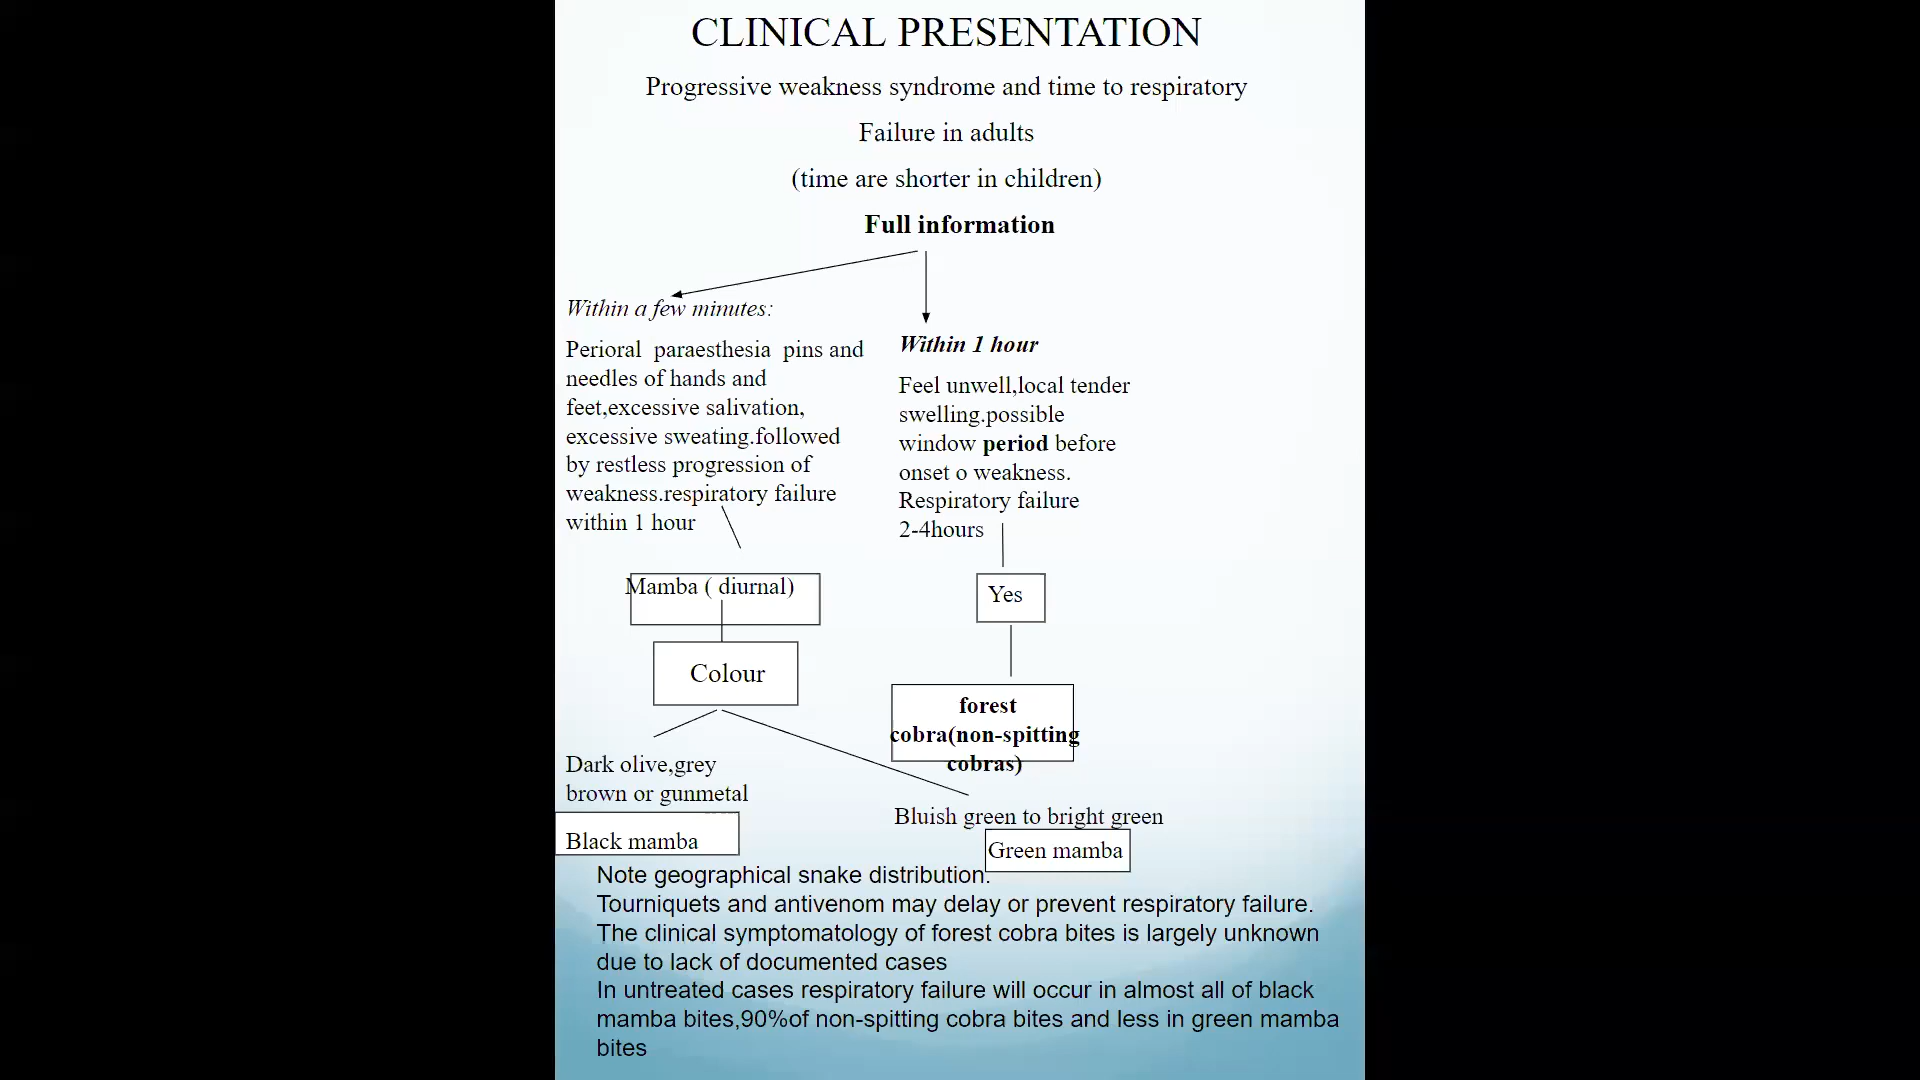 CLINICAL PRESENTATION
Progressive weakness syndrome and time to respiratory
Failure in adults
(time are shorter in children)
Full information
Within a few minutes:
Perioral paraesthesia pins and
needles of hands and
feet,excessive salivation,
excessive sweating.followed
by restless progression of
weakness.respiratory failure
within 1 hour
Within 1 hour
Feel unwell,local tender
swelling.possible
window period before
onset o weakness.
Respiratory failure
2-4hours
Mamba ( diurnal)
Yes
Colour
forest
cobra(non-spitting
cobras)
Dark olive,grey
brown or gunmetal
Black mamba
Bluish green to bright green
Green mamba
Note geographical snake distribution.
Tourniquets and antivenom may delay or prevent respiratory failure.
The clinical symptomatology of forest cobra bites is largely unknown
due to lack of documented cases
In untreated cases respiratory failure will occur in almost all of black
mamba bites,90%of non-spitting cobra bites and less in green mamba
bites